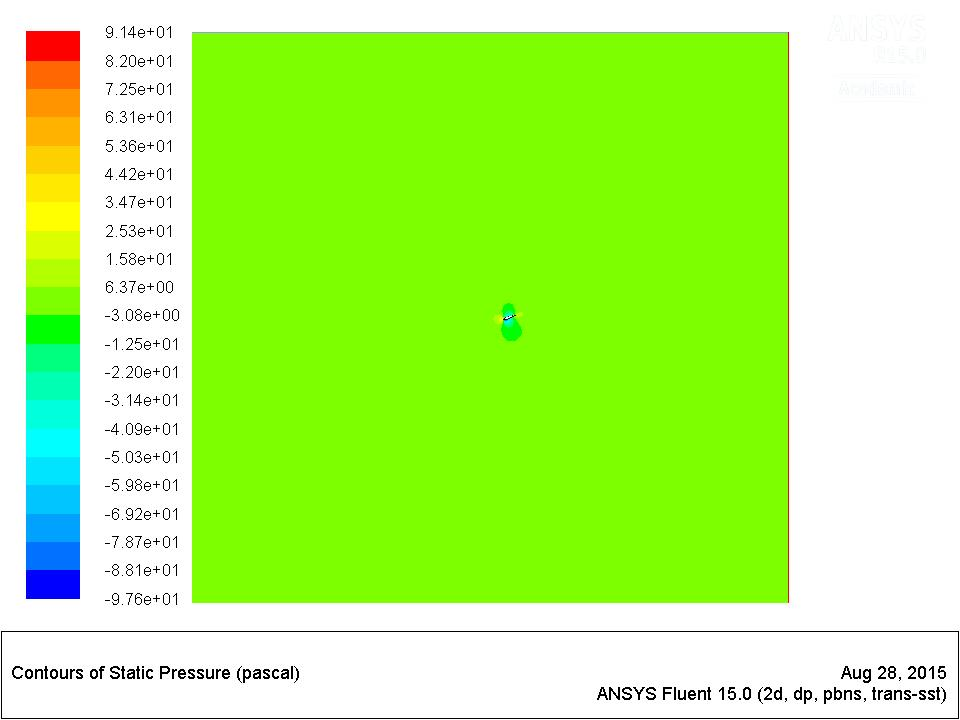 9.14e+01
8.20e+01
7.25e+01
6.31e+01
5.36e+01
4.42e+01
3.47e+01
2.53e+01
1.58e+01
6.37e+00
-3.08e+00
-1.25e+01
-2.20e+01
-3.14e+01
-4.09e+01
-5.03e+01
-5.98e+01
-6.92e+01
-7.87e+01
-8.81e+01
-9.76e+01
ANSYS
R15.0
Academic
Contours of Static Pressure (pascal)
Aug 28, 2015
ANSYS Fluent 15.0 (2d, dp, pbns, trans-sst)